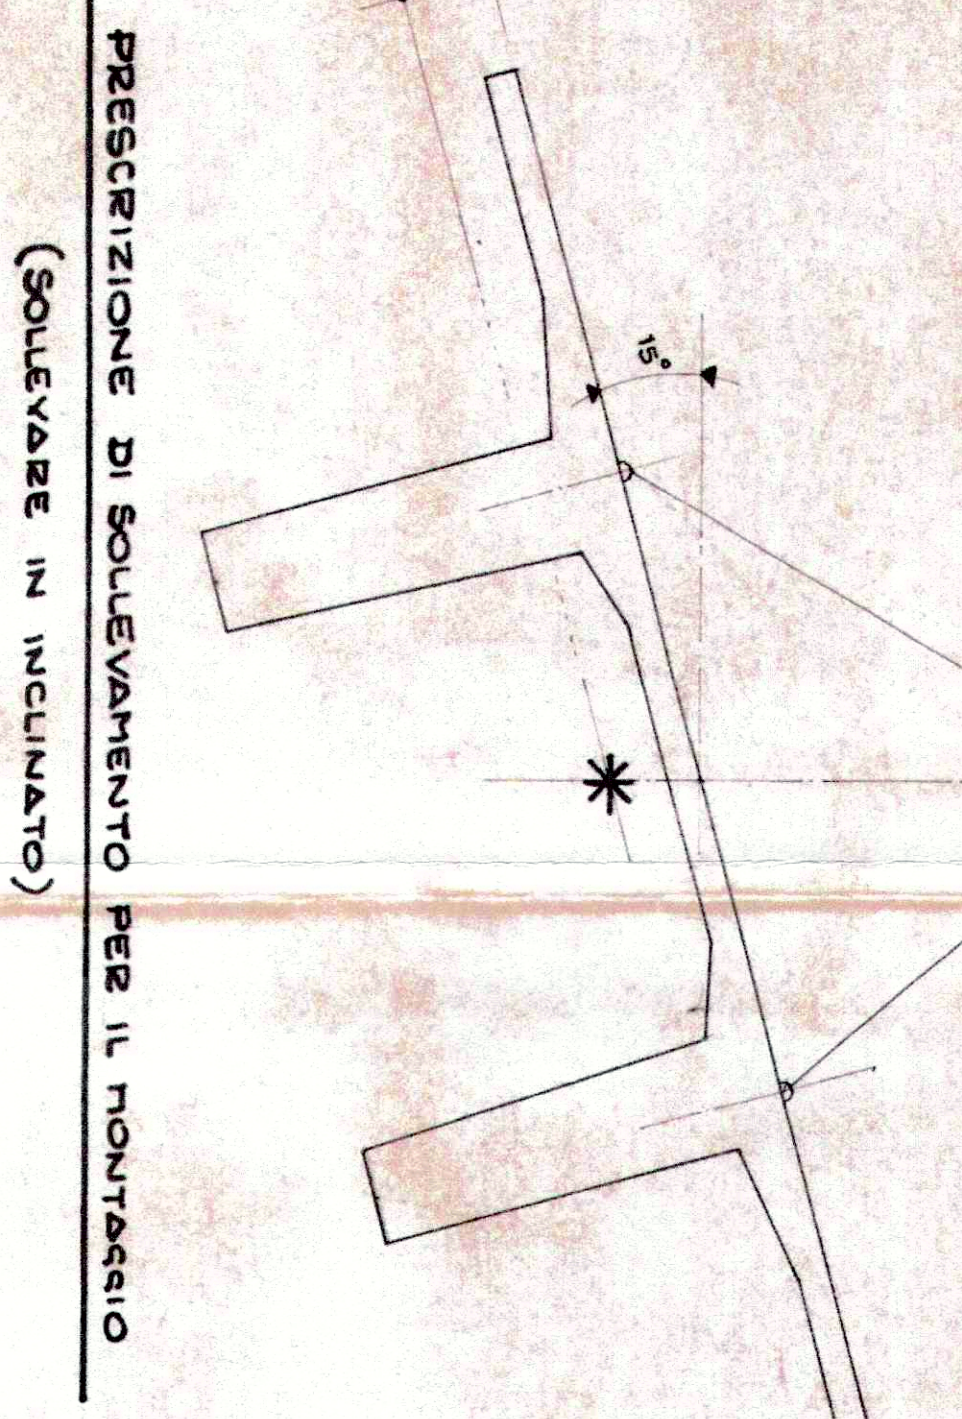 15°
PRESCRIZIONE DI SOLLEVAMENTO PER IL MONTAGGIO
(SOLLEVARE IN INCLINATO)